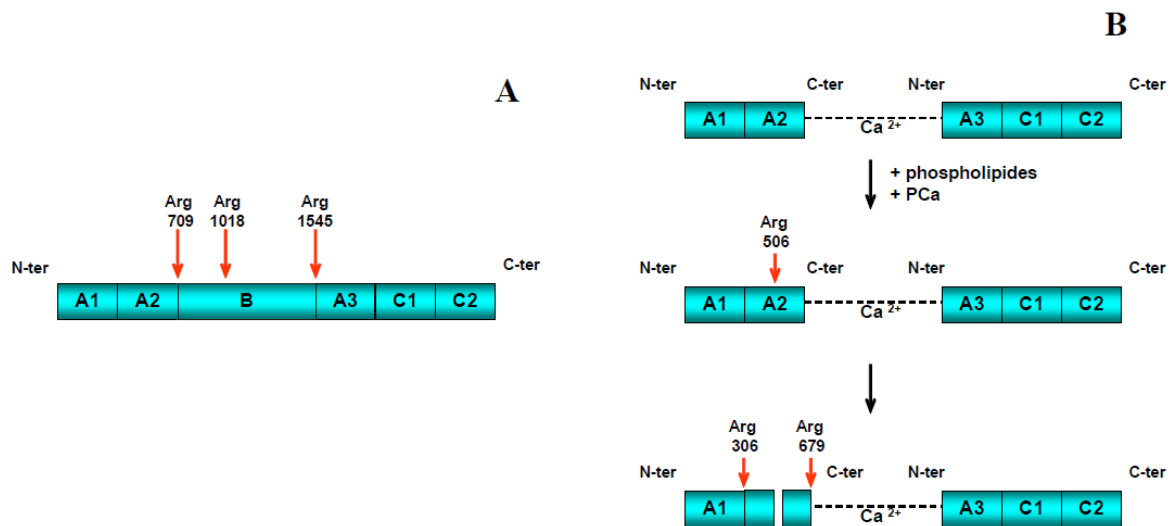 A
Arg Arg Arg
709 1018 1545
N-ter C-ter
A1 A2 B A3 C1 C2
B
N-ter C-ter N-ter C-ter
A1 A2 Ca 2+ A3 C1 C2
+ phospholipides
+ PCa
Arg
506
N-ter C-ter N-ter C-ter
A1 A2 Ca 2+ A3 C1 C2
Arg Arg
306 679
N-ter C-ter N-ter C-ter
A1 Ca 2+ A3 C1 C2